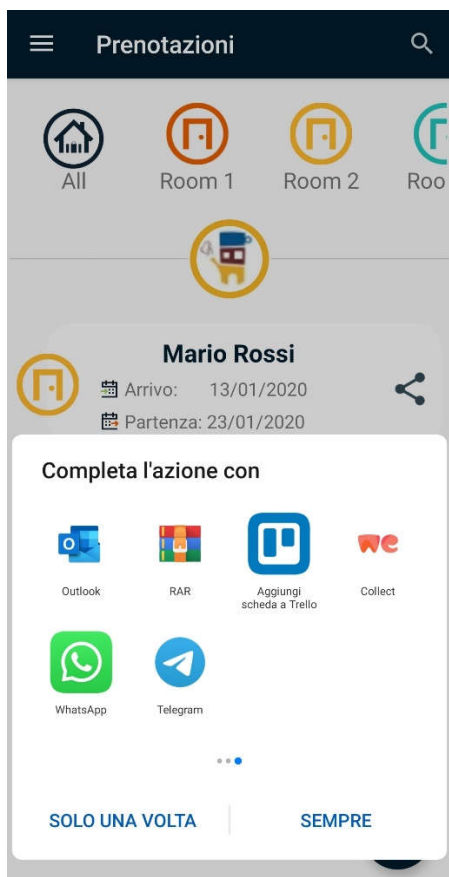 Prenotazioni
All
Room 1
Room 2
Roo
Mario Rossi
Arrivo: 13/01/2020
Partenza: 23/01/2020
Completa l'azione con
Outlook
RAR
Aggiungi
scheda a Trello
Collect
WhatsApp
Telegram
SOLO UNA VOLTA
SEMPRE